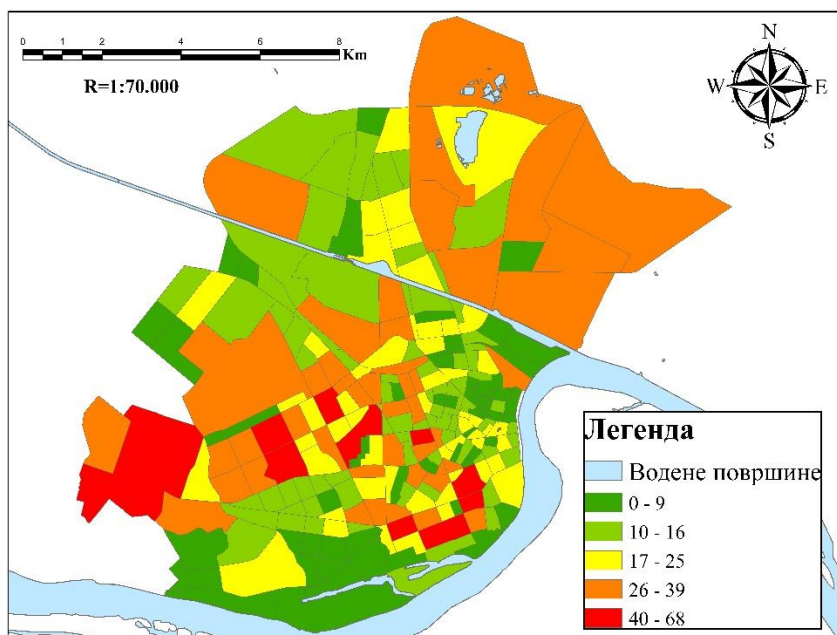 0 1 2 4 6 8
Km
R=1:70.000
N
W E
S
Легенда
Водене површине
0 - 9
10 - 16
17 - 25
26 - 39
40 - 68